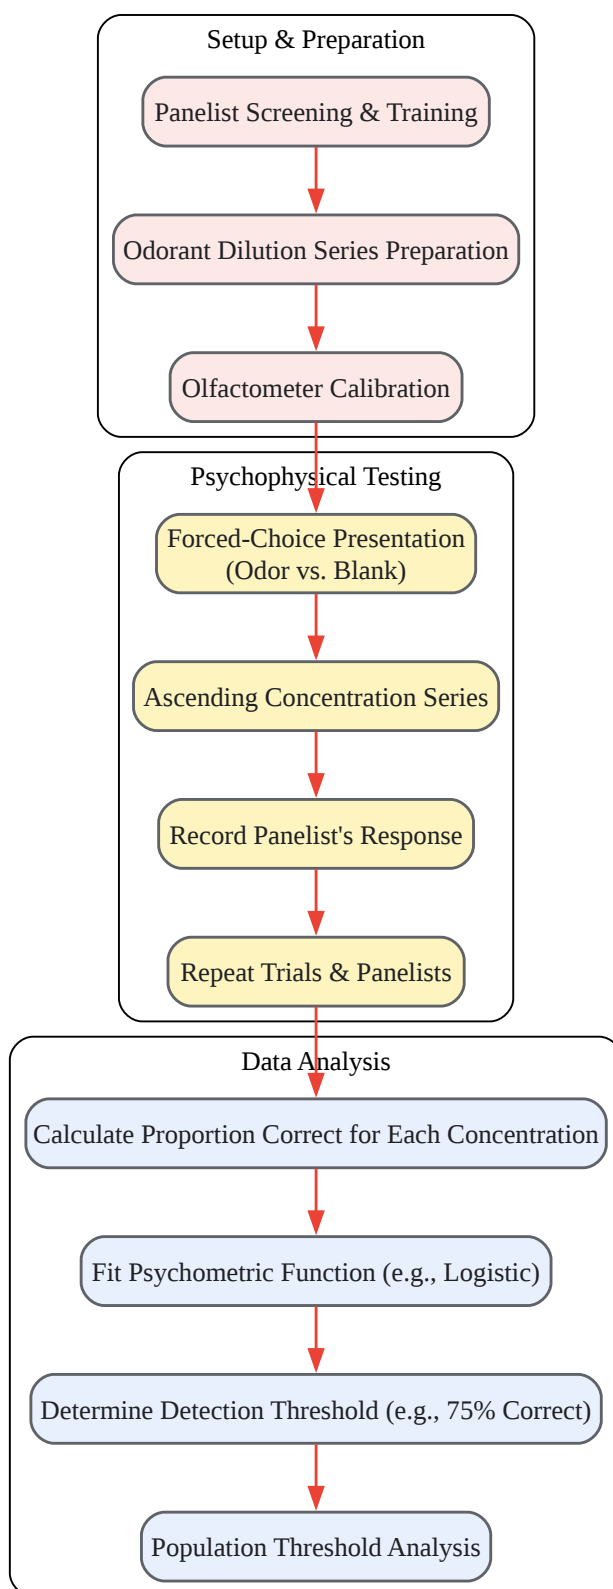 Setup & Preparation
Panelist Screening & Training
Odorant Dilution Series Preparation
Olfactometer Calibration
Psychophysical Testing
Forced-Choice Presentation
(Odor vs. Blank)
Ascending Concentration Series
Record Panelist's Response
Repeat Trials & Panelists
Data Analysis
Calculate Proportion Correct for Each Concentration
Fit Psychometric Function (e.g., Logistic)
Determine Detection Threshold (e.g., 75% Correct)
Population Threshold Analysis